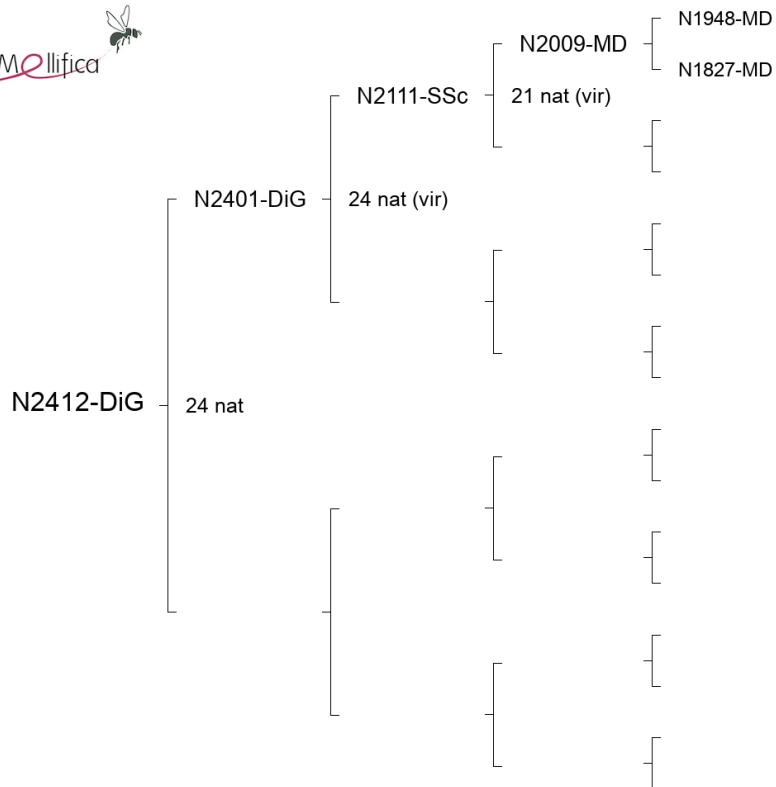 Mellifica
N1948-MD
N2009-MD
N1827-MD
N2111-SSc
21 nat (vir)
N2401-DiG
24 nat (vir)
N2412-DiG
24 nat